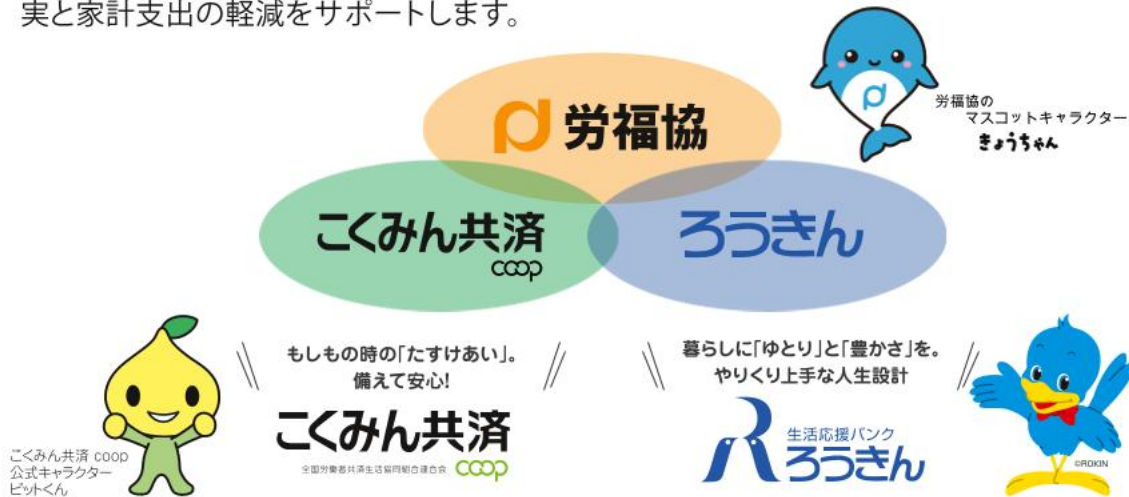 実と家計支出の軽減をサポートします。
労福協
労福協の
マスコットキャラクター
きょうちゃん
こくみん共済
coop
ろうきん
もしもの時の「たすけあい」。
備えて安心!
こくみん共済
全国労働者共済生活協同組合連合会 coop
こくみん共済 coop
公式キャラクター
ピットくん
暮らしに「ゆとり」と「豊かさ」を。
やりくり上手な人生設計
生活応援バンク
ろうきん
©ROKIN